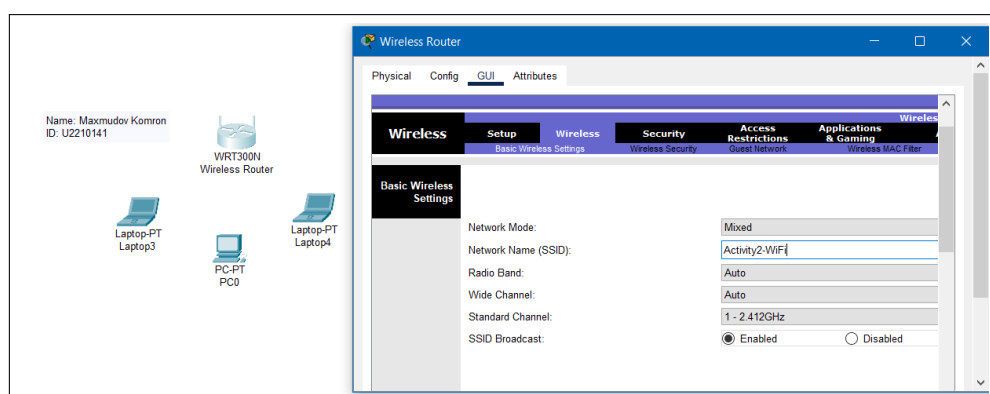 Wireless Router
Physical Config GUI Attributes
Name: Maxmudov Komron
ID: U2210141
WRT300N
Wireless Router
Laptop-PT
Laptop3
Laptop-PT
Laptop4
PC-PT
PC0
Wireles
Wireless
Setup Wireless Security Access Restrictions Applications & Gaming
Basic Wireless Settings Wireless Security Guest Network Wireless MAC Filter
Basic Wireless
Settings
Network Mode: Mixed
Network Name (SSID): Activity2-WiFi
Radio Band: Auto
Wide Channel: Auto
Standard Channel: 1 - 2.412GHz
SSID Broadcast: Enabled Disabled